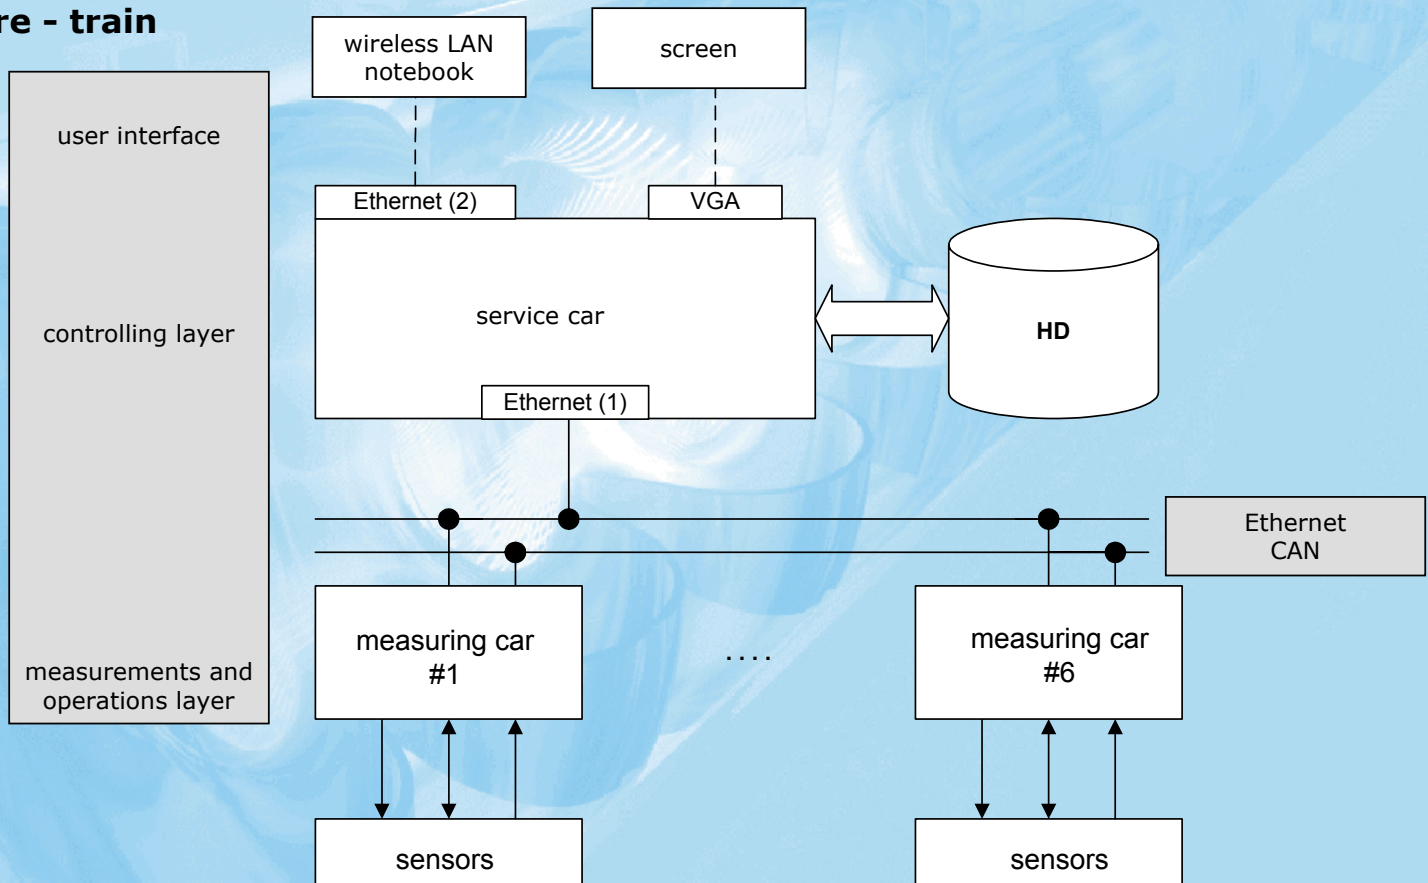 re - train
wireless LAN
notebook
screen
user interface
Ethernet (2)
VGA
controlling layer
service car
HD
Ethernet (1)
Ethernet
CAN
measuring car
#1
....
measuring car
#6
measurements and
operations layer
sensors
sensors